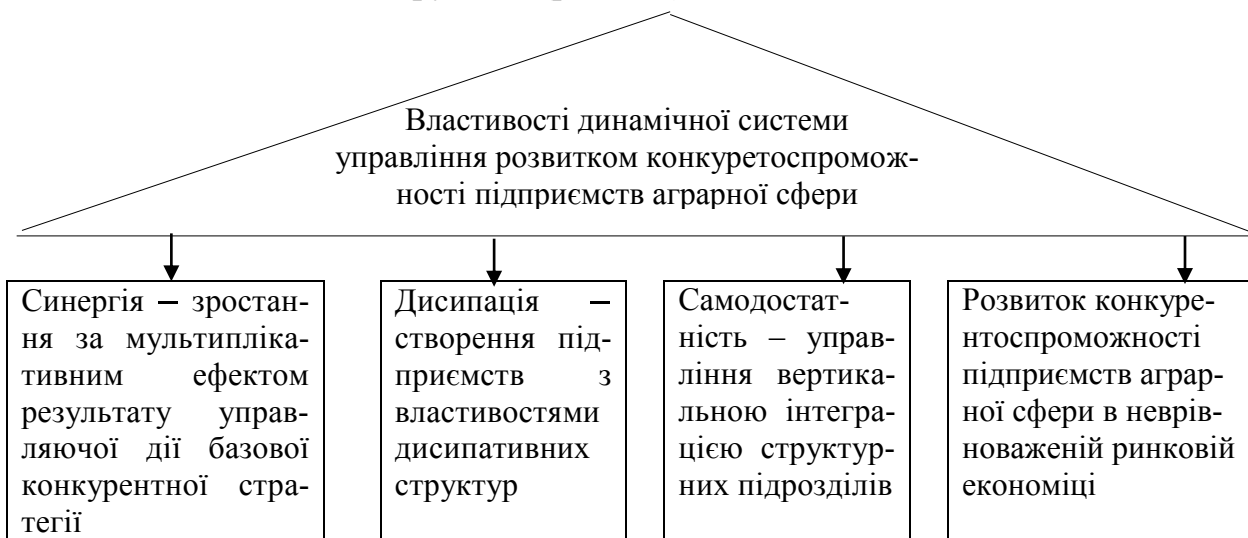 Властивості динамічної системи
управління розвитком конкуретоспромож-
ності підприємств аграрної сфери
Синергія – зростан-
ня за мультипліка-
тивним ефектом
результату управ-
ляючої дії базової
конкурентної стра-
тегії
Дисипація –
створення під-
приємств з
властивостями
дисипативних
структур
Самодостат-
ність – управ-
ління вертика-
льною інтегра-
цією структур-
них підрозділів
Розвиток конкуре-
нтоспроможності
підприємств аграр-
ної сфери в неврів-
новаженій ринковій
економіці